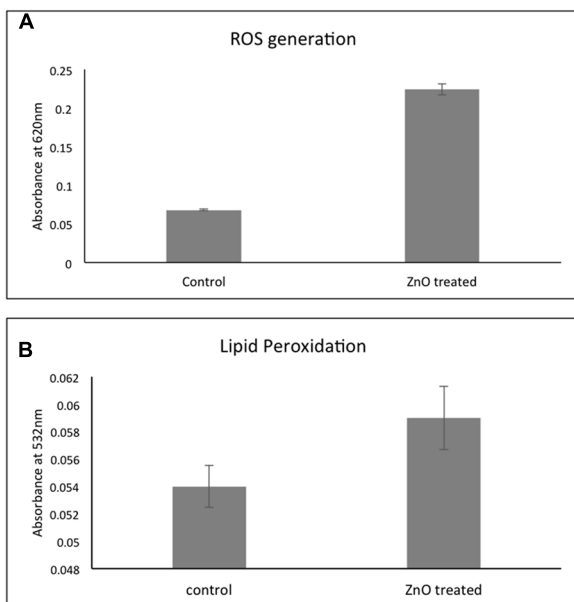 A
ROS generation
Absorbance at 620nm
0.25
0.2
0.15
0.1
0.05
0
Control
ZnO treated
B
Lipid Peroxidation
Absorbance at 532nm
0.062
0.06
0.058
0.056
0.054
0.052
0.05
0.048
control
ZnO treated